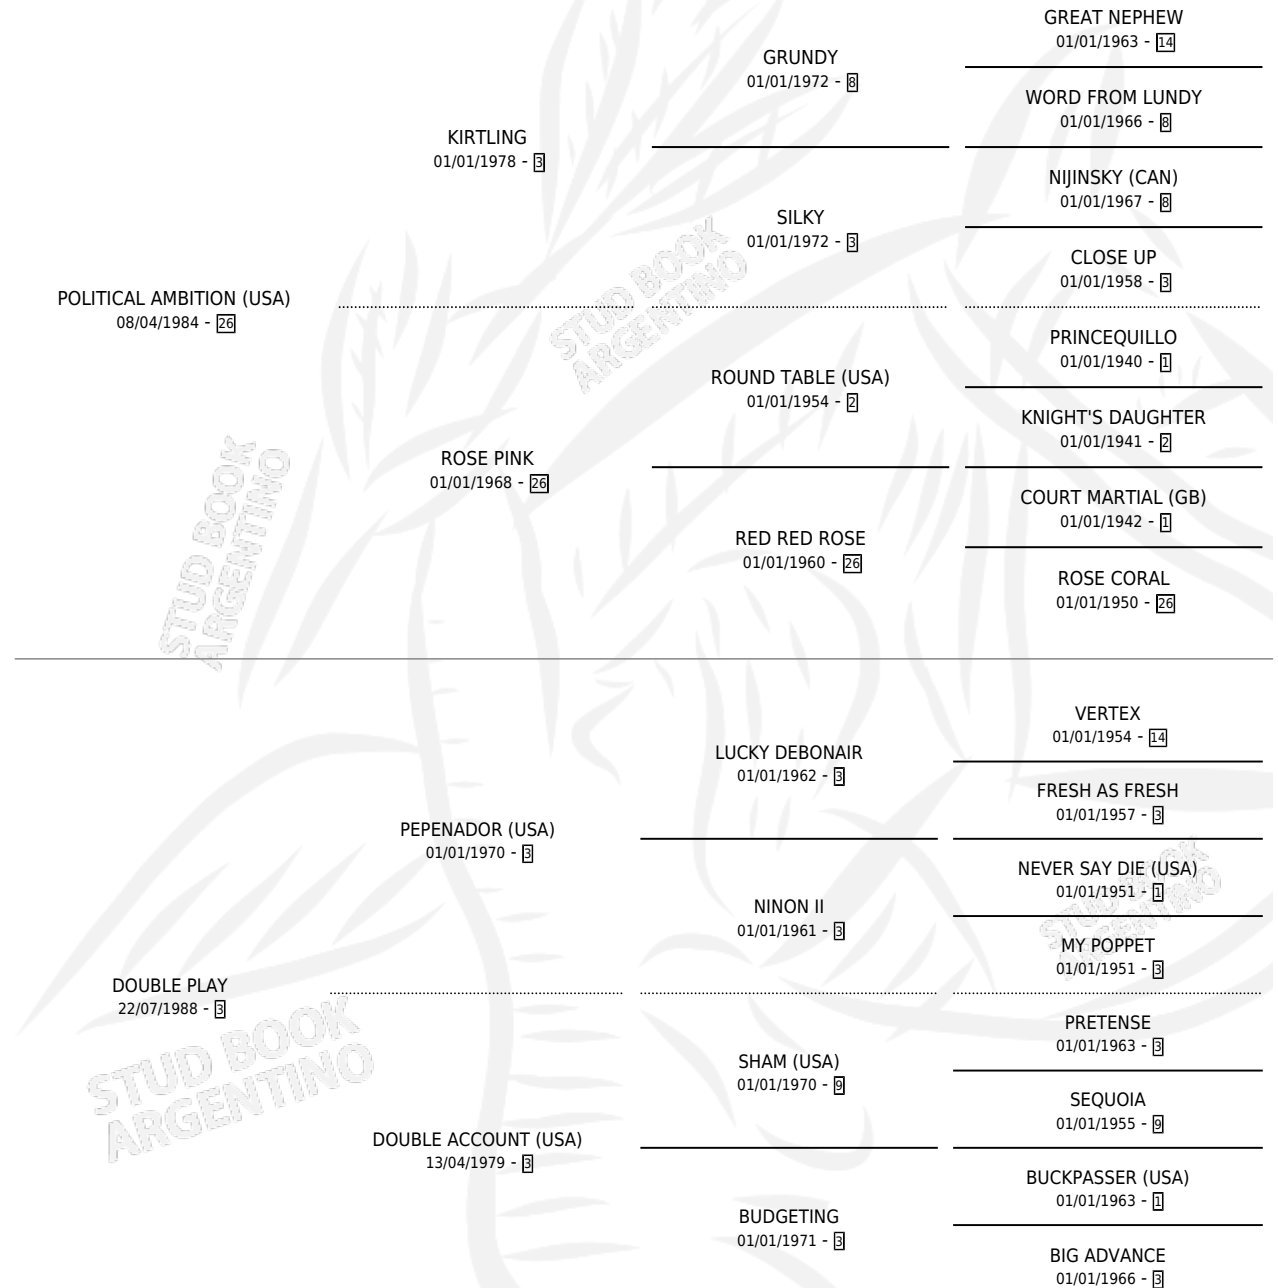 GREAT NEPHEW
01/01/1963 - 14
GRUNDY
01/01/1972 - 8
WORD FROM LUNDY
01/01/1966 - 8
KIRTLING
01/01/1978 - 3
NIJINSKY (CAN)
01/01/1967 - 8
SILKY
01/01/1972 - 3
CLOSE UP
01/01/1958 - 3
POLITICAL AMBITION (USA)
08/04/1984 - 26
PRINCEQUILLO
01/01/1940 - 1
ROUND TABLE (USA)
01/01/1954 - 2
KNIGHT'S DAUGHTER
01/01/1941 - 2
ROSE PINK
01/01/1968 - 26
COURT MARTIAL (GB)
01/01/1942 - 1
RED RED ROSE
01/01/1960 - 26
ROSE CORAL
01/01/1950 - 26
VERTEX
01/01/1954 - 14
LUCKY DEBONAIR
01/01/1962 - 3
FRESH AS FRESH
01/01/1957 - 3
PEPENADOR (USA)
01/01/1970 - 3
NEVER SAY DIE (USA)
01/01/1951 - 1
NINON II
01/01/1961 - 3
MY POPPET
01/01/1951 - 3
DOUBLE PLAY
22/07/1988 - 3
PRETENSE
01/01/1963 - 3
SHAM (USA)
01/01/1970 - 9
SEQUOIA
01/01/1955 - 9
DOUBLE ACCOUNT (USA)
13/04/1979 - 3
BUCKPASSER (USA)
01/01/1963 - 1
BUDGETING
01/01/1971 - 3
BIG ADVANCE
01/01/1966 - 3
STUD BOOK
ARGENTINO
STUD BOOK
ARGENTINO
STUD BOOK
ARGENTINO
STUD BOOK
ARGENTINO